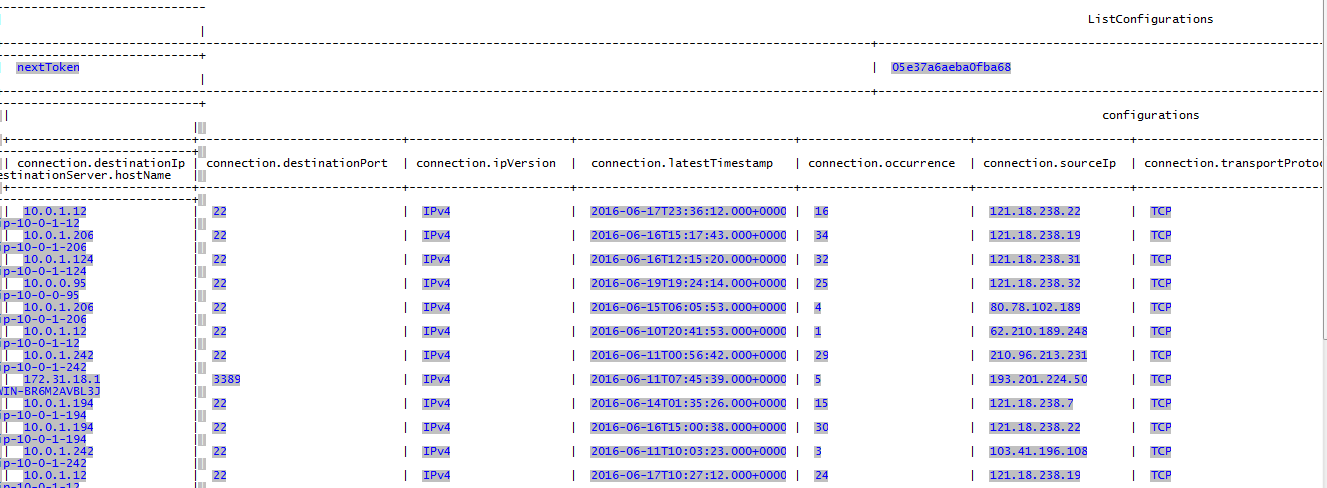 ListConfigurations
nextToken | 05e37a6aeba0fba68
configurations
| connection.destinationIp | connection.destinationPort | connection.ipVersion | connection.latestTimestamp | connection.occurrence | connection.sourceIp | connection.transportProtoc
estinationServer.hostName
| 10.0.1.12 | 22 | IPv4 | 2016-06-17T23:36:12.000+0000 | 16 | 121.18.238.22 | TCP
ip-10-0-1-12
| 10.0.1.206 | 22 | IPv4 | 2016-06-16T15:17:43.000+0000 | 34 | 121.18.238.19 | TCP
ip-10-0-1-206
| 10.0.1.124 | 22 | IPv4 | 2016-06-16T12:15:20.000+0000 | 32 | 121.18.238.31 | TCP
ip-10-0-1-124
| 10.0.0.95 | 22 | IPv4 | 2016-06-19T19:24:14.000+0000 | 25 | 121.18.238.32 | TCP
ip-10-0-0-95
| 10.0.1.206 | 22 | IPv4 | 2016-06-15T06:05:53.000+0000 | 4 | 80.78.102.189 | TCP
ip-10-0-1-206
| 10.0.1.12 | 22 | IPv4 | 2016-06-10T20:41:53.000+0000 | 1 | 62.210.189.248 | TCP
ip-10-0-1-12
| 10.0.1.242 | 22 | IPv4 | 2016-06-11T00:56:42.000+0000 | 29 | 210.96.213.231 | TCP
ip-10-0-1-242
| 172.31.18.1 | 3389 | IPv4 | 2016-06-11T07:45:39.000+0000 | 5 | 193.201.224.50 | TCP
WIN-BR6M2AVBL3J
| 10.0.1.194 | 22 | IPv4 | 2016-06-14T01:35:26.000+0000 | 15 | 121.18.238.7 | TCP
ip-10-0-1-194
| 10.0.1.194 | 22 | IPv4 | 2016-06-16T15:00:38.000+0000 | 30 | 121.18.238.22 | TCP
ip-10-0-1-194
| 10.0.1.242 | 22 | IPv4 | 2016-06-11T10:03:23.000+0000 | 3 | 103.41.196.108 | TCP
ip-10-0-1-242
| 10.0.1.12 | 22 | IPv4 | 2016-06-17T10:27:12.000+0000 | 24 | 121.18.238.19 | TCP
ip-10-0-1-12